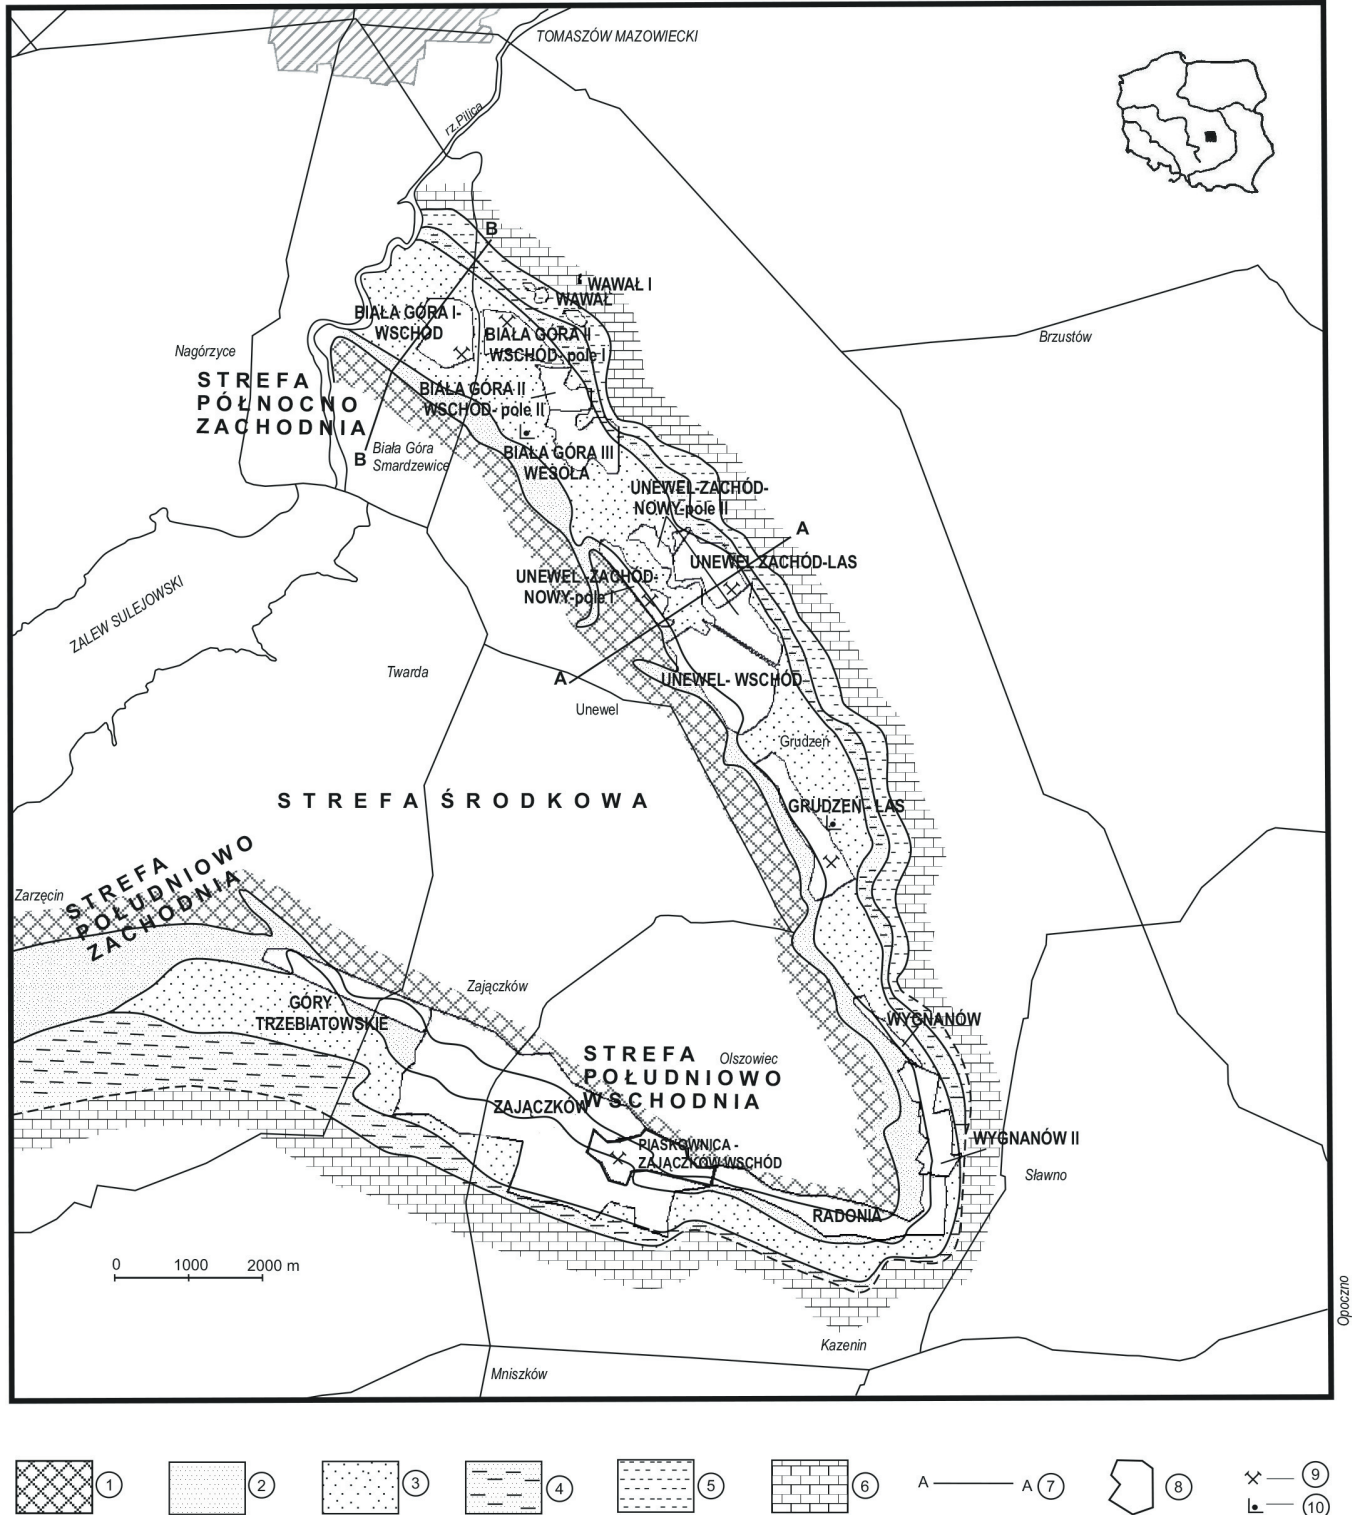 TOMASZÓW MAZOWIECKI
rz.Pilica
B
WAWAŁ I
WAWAŁ
BIAŁA GÓRA I-
WSCHÓD
BIAŁA GÓRA II
WSCHÓD- pole I
Nagórzyce
Brzustów
STREFA
PÓŁNOCNO
ZACHODNIA
BIAŁA GÓRA II
WSCHÓD- pole II
B
Biała Góra
Smardzewice
BIAŁA GÓRA III
WESOŁA
UNEWEL-ZACHÓD-
NOWY-pole II
A
UNEWEL-ZACHÓD-LAS
UNEWEL-ZACHÓD-
NOWY-pole I
ZALEW SULEJOWSKI
Twarda
A
UNEWEL- WSCHÓD
Unewel
Grudzeń
STREFA ŚRODKOWA
GRUDZEŃ - LAS
STREFA
POŁUDNIOWO
ZACHODNIA
Zarzęcin
Zajączków
GÓRY
TRZEBIATOWSKIE
WYGNANÓW
STREFA
POŁUDNIOWO
WSCHODNIA
Olszowiec
ZAJĄCZKÓW
PIASKOWNICA -
ZAJĄCZKÓW WSCHÓD
WYGNANÓW II
Sławno
RADONIA
0 1000 2000 m
Opoczno
Kazenin
Mniszków
1
2
3
4
5
6
A A 7
8
9
10